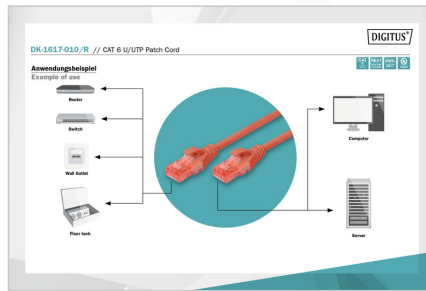 DIGITUS®
DK-1617-010/R // CAT 6 U/UTP Patch Cord
Anwendungsbeispiel
Example of use
Router
Switch
Wall Outlet
Floor tank
Computer
Server